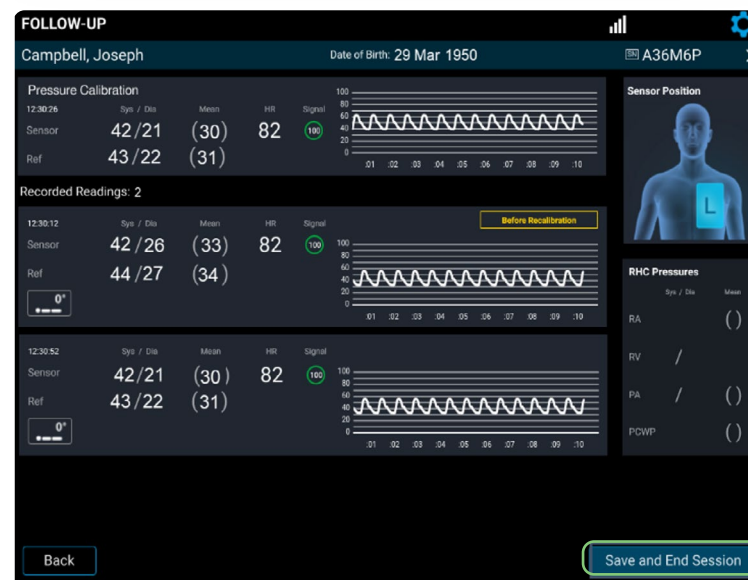 FOLLOW-UP
Campbell, Joseph Date of Birth: 29 Mar 1950 SN A36M6P
Pressure Calibration
12:30:26 Sys / Dia Mean HR Signal
Sensor 42/21 (30) 82 100
Ref 43/22 (31)
100
80
60
40
20
0
:01 :02 :03 :04 :05 :06 :07 :08 :09 :10
Sensor Position
L
Recorded Readings: 2
12:30:12 Sys / Dia Mean HR Signal Before Recalibration
Sensor 42/26 (33) 82 100
Ref 44/27 (34)
0°
100
80
60
40
20
0
:01 :02 :03 :04 :05 :06 :07 :08 :09 :10
12:30:52 Sys / Dia Mean HR Signal
Sensor 42/21 (30) 82 100
Ref 43/22 (31)
0°
100
80
60
40
20
0
:01 :02 :03 :04 :05 :06 :07 :08 :09 :10
RHC Pressures
Sys / Dia Mean
RA ( )
RV /
PA / ( )
PCWP ( )
Back Save and End Session